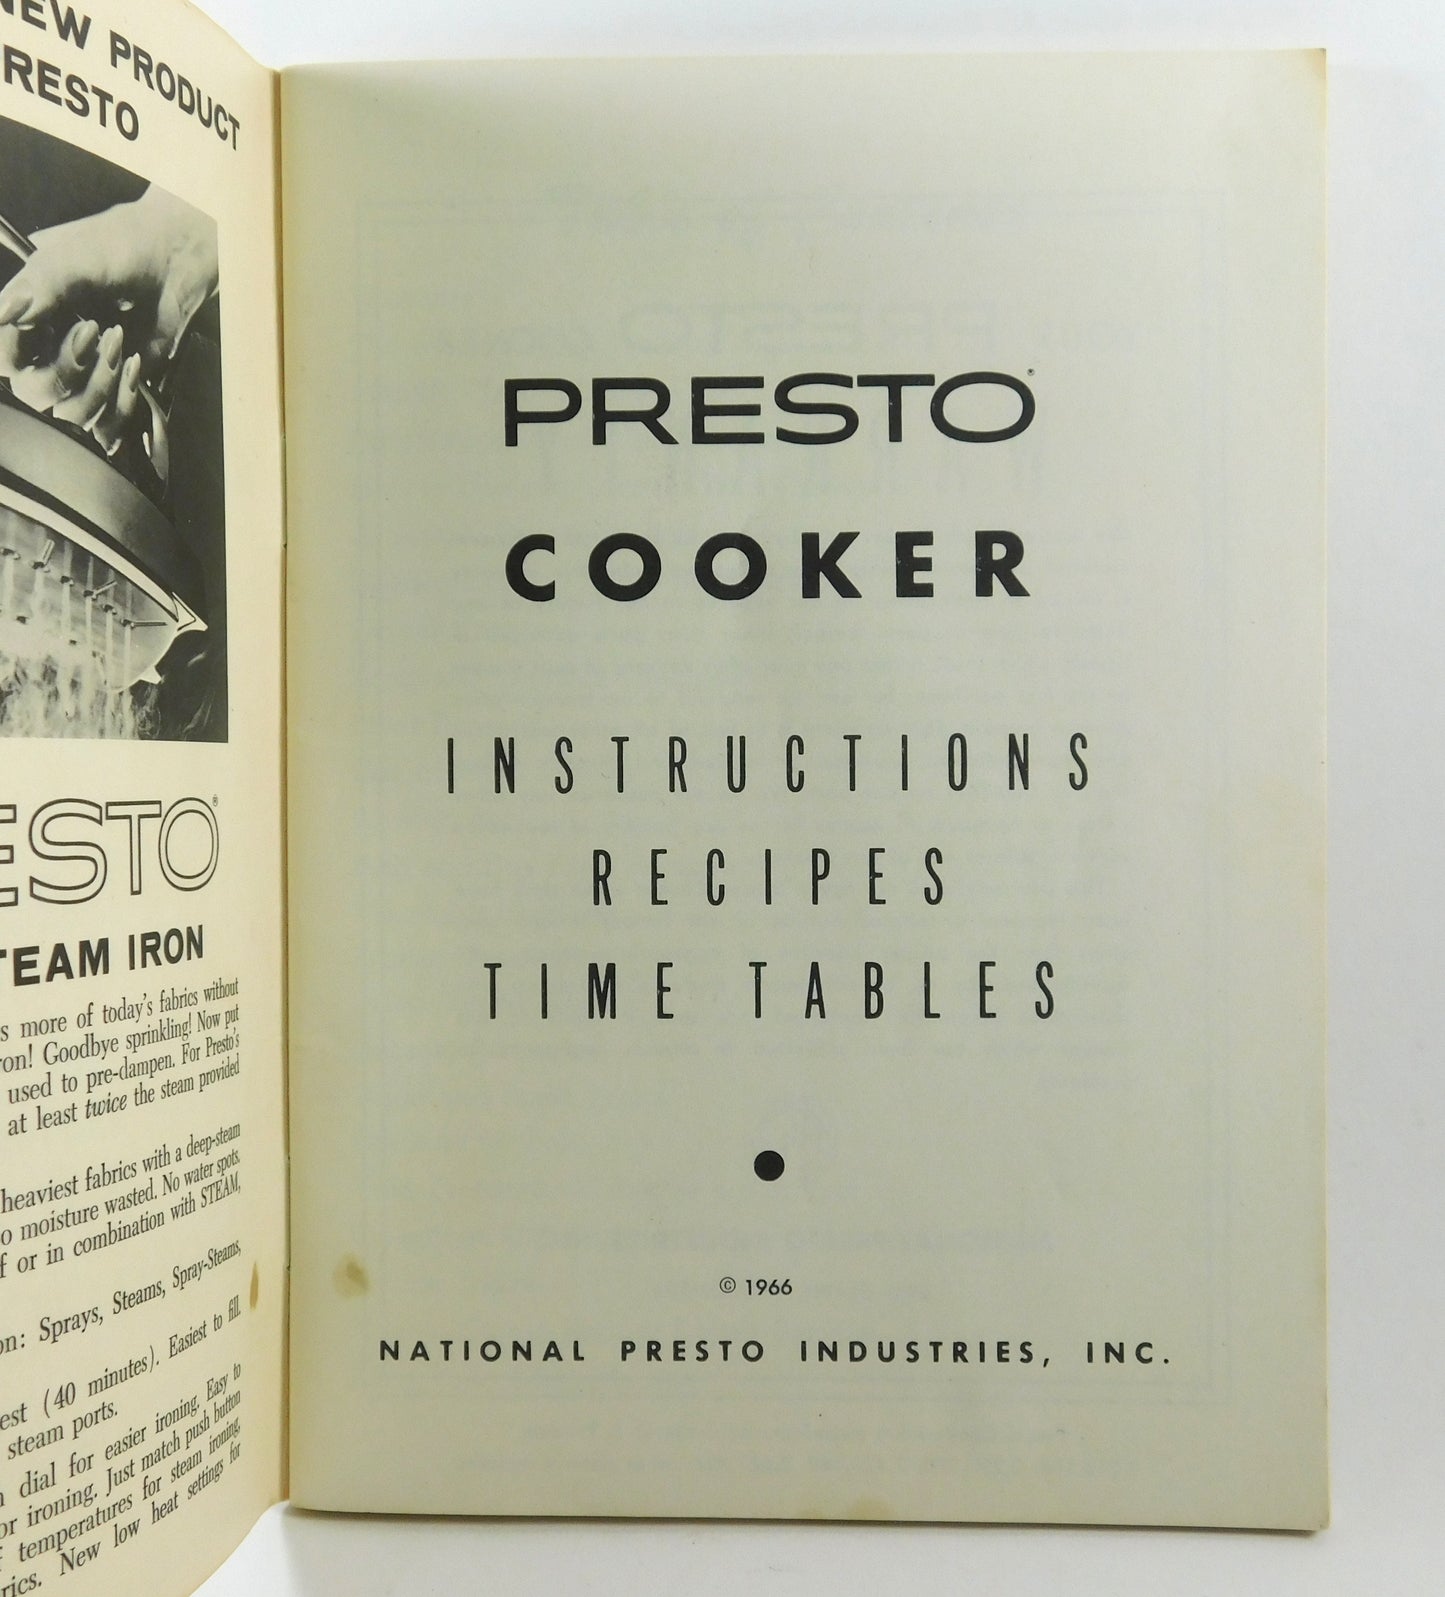 NEW PRODUCT
PRESTO
ESTO®
TEAM IRON
s more of today's fabrics without
ron! Goodbye sprinkling! Now put
used to pre-dampen. For Presto's
at least twice the steam provided
heaviest fabrics with a deep-steam
o moisture wasted. No water spots.
f or in combination with STEAM,
on: Sprays, Steams, Spray-Steams,
est (40 minutes). Easiest to fill.
steam ports.
dial for easier ironing. Easy to
or ironing. Just match push button
f temperatures for steam ironing,
rics. New low heat settings for
PRESTO®
COOKER
INSTRUCTIONS
RECIPES
TIME TABLES
© 1966
NATIONAL PRESTO INDUSTRIES, INC.